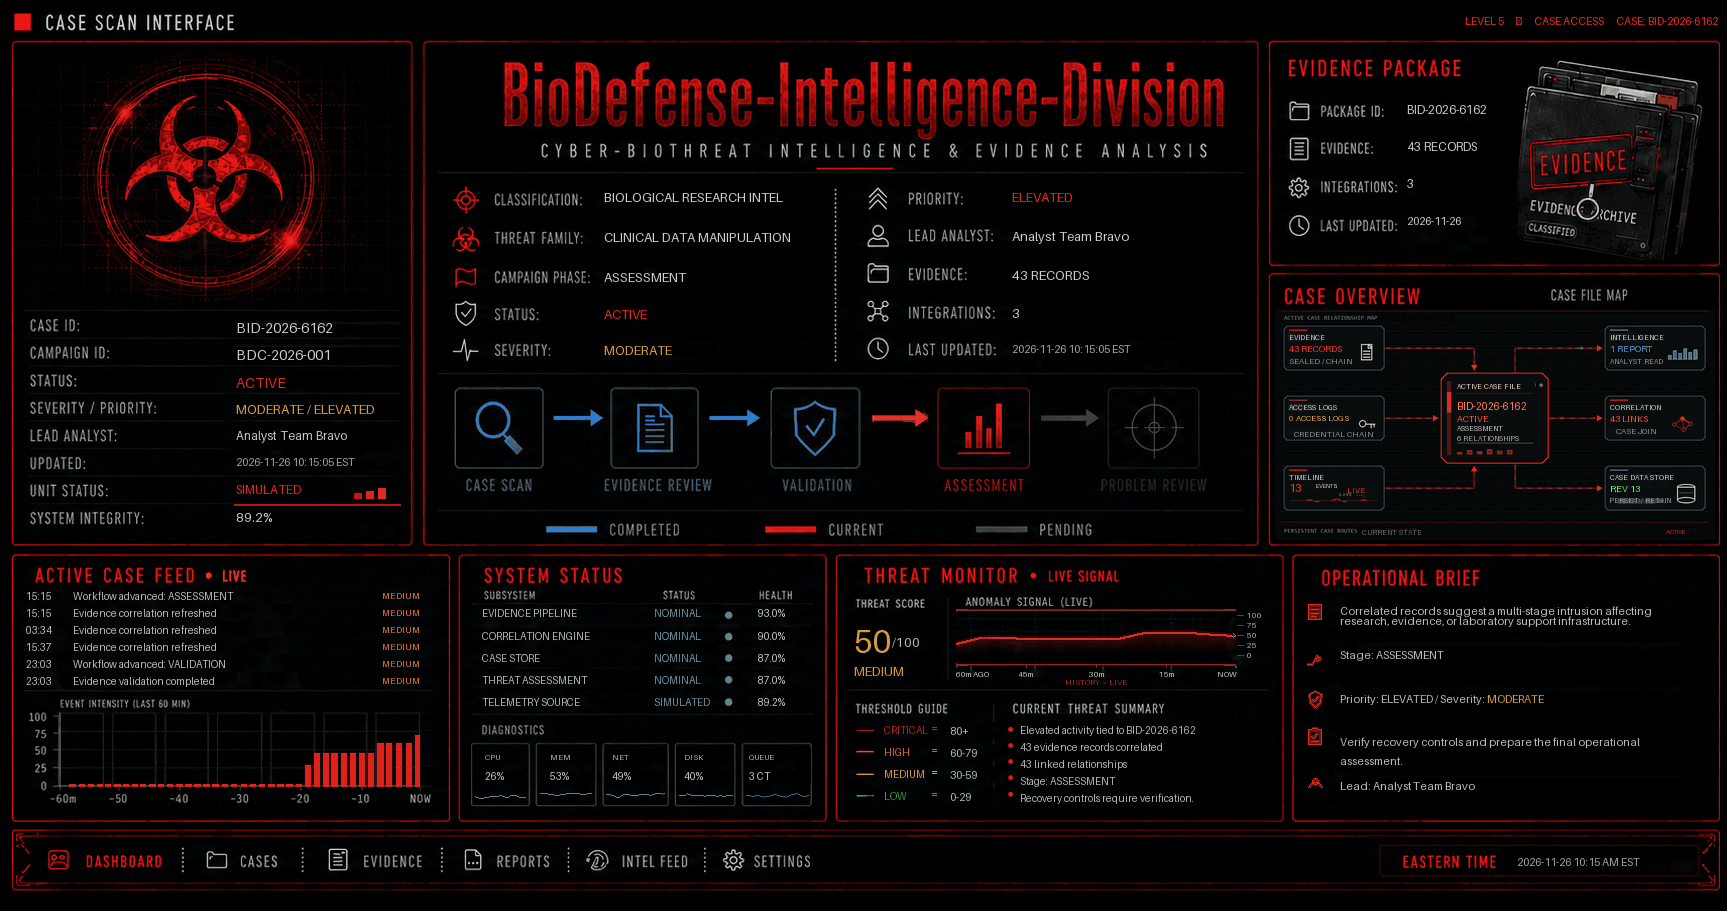 CASE SCAN INTERFACE
LEVEL 5 CASE ACCESS CASE: BID-2026-6162
CASE ID: BID-2026-6162
CAMPAIGN ID: BDC-2026-001
STATUS: ACTIVE
SEVERITY / PRIORITY: MODERATE / ELEVATED
LEAD ANALYST: Analyst Team Bravo
UPDATED: 2026-11-26 10:15:05 EST
UNIT STATUS: SIMULATED
SYSTEM INTEGRITY: 89.2%
BioDefense-Intelligence-Division
CYBER-BIOTHREAT INTELLIGENCE & EVIDENCE ANALYSIS
CLASSIFICATION: BIOLOGICAL RESEARCH INTEL
THREAT FAMILY: CLINICAL DATA MANIPULATION
CAMPAIGN PHASE: ASSESSMENT
STATUS: ACTIVE
SEVERITY: MODERATE
PRIORITY: ELEVATED
LEAD ANALYST: Analyst Team Bravo
EVIDENCE: 43 RECORDS
INTEGRATIONS: 3
LAST UPDATED: 2026-11-26 10:15:05 EST
CASE SCAN EVIDENCE REVIEW VALIDATION ASSESSMENT PROBLEM REVIEW
COMPLETED CURRENT PENDING
EVIDENCE PACKAGE
PACKAGE ID: BID-2026-6162
EVIDENCE: 43 RECORDS
INTEGRATIONS: 3
LAST UPDATED: 2026-11-26
EVIDENCE
CLASSIFIED
CASE OVERVIEW CASE FILE MAP
ACTIVE CASE RELATIONSHIP MAP
EVIDENCE
43 RECORDS
SEALED / CHAIN
ACCESS LOGS
0 ACCESS LOGS
CREDENTIAL CHAIN
TIMELINE
13 EVENTS
LIVE
ACTIVE CASE FILE
BID-2026-6162
ACTIVE
ASSESSMENT
6 RELATIONSHIPS
INTELLIGENCE
1 REPORT
ANALYST READ
CORRELATION
43 LINKS
CASE JOIN
CASE DATASTORE
REV 13
PERSISTENT CASE ROUTES CURRENT STATE ACTIVE
ACTIVE CASE FEED • LIVE
15:15 Workflow advanced: ASSESSMENT MEDIUM
15:15 Evidence correlation refreshed MEDIUM
03:34 Evidence correlation refreshed MEDIUM
15:37 Evidence correlation refreshed MEDIUM
23:03 Workflow advanced: VALIDATION MEDIUM
23:03 Evidence validation completed MEDIUM
EVENT INTENSITY (LAST 60 MIN)
100
75
50
25
0
-60m -50 -40 -30 -20 -10 NOW
SYSTEM STATUS
SUBSYSTEM STATUS HEALTH
EVIDENCE PIPELINE NOMINAL 93.0%
CORRELATION ENGINE NOMINAL 90.0%
CASE STORE NOMINAL 87.0%
THREAT ASSESSMENT NOMINAL 87.0%
TELEMETRY SOURCE SIMULATED 89.2%
DIAGNOSTICS
CPU MEM NET DISK QUEUE
26% 53% 49% 40% 3 CT
THREAT MONITOR • LIVE SIGNAL
THREAT SCORE
50/100
MEDIUM
ANOMALY SIGNAL (LIVE)
100
75
50
25
0
60m AGO 45m 30m 15m NOW
HISTORY > LIVE
THRESHOLD GUIDE
CRITICAL = 80+
HIGH = 60-79
MEDIUM = 30-59
LOW = 0-29
CURRENT THREAT SUMMARY
• Elevated activity tied to BID-2026-6162
• 43 evidence records correlated
• 43 linked relationships
• Stage: ASSESSMENT
• Recovery controls require verification.
OPERATIONAL BRIEF
Correlated records suggest a multi-stage intrusion affecting
research, evidence, or laboratory support infrastructure.
Stage: ASSESSMENT
Priority: ELEVATED / Severity: MODERATE
Verify recovery controls and prepare the final operational
assessment.
Lead: Analyst Team Bravo
DASHBOARD CASES EVIDENCE REPORTS INTEL FEED SETTINGS
EASTERN TIME 2026-11-26 10:15 AM EST